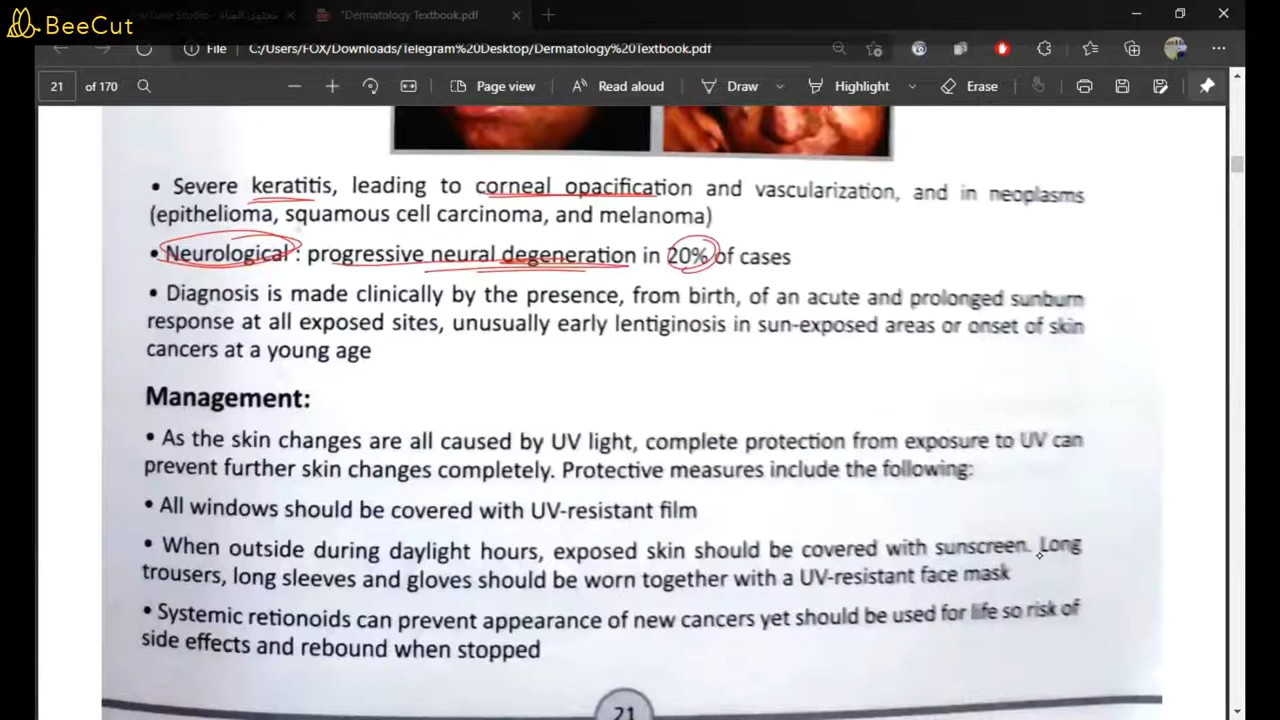 BeeCut
Tube Studio - محتوى القناة
*Dermatology Textbook.pdf
File C:/Users/FOX/Downloads/Telegram%20Desktop/Dermatology%20Textbook.pdf
21 of 170 Page view Read aloud Draw Highlight Erase
• Severe keratitis, leading to corneal opacification and vascularization, and in neoplasms
(epithelioma, squamous cell carcinoma, and melanoma)
• Neurological : progressive neural degeneration in 20% of cases
• Diagnosis is made clinically by the presence, from birth, of an acute and prolonged sunburn
response at all exposed sites, unusually early lentiginosis in sun-exposed areas or onset of skin
cancers at a young age
Management:
• As the skin changes are all caused by UV light, complete protection from exposure to UV can
prevent further skin changes completely. Protective measures include the following:
• All windows should be covered with UV-resistant film
• When outside during daylight hours, exposed skin should be covered with sunscreen. Long
trousers, long sleeves and gloves should be worn together with a UV-resistant face mask
• Systemic retionoids can prevent appearance of new cancers yet should be used for life so risk of
side effects and rebound when stopped
21